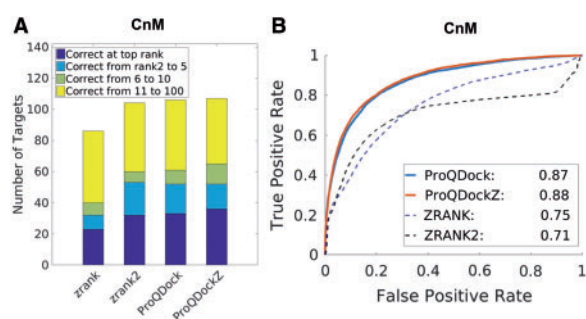 A
CnM
Correct at top rank
Correct from rank2 to 5
Correct from 6 to 10
Correct from 11 to 100
140
120
100
80
60
40
20
0
Number of Targets
zrank
zrank2
ProQDock
ProQDockZ
B
CnM
1
0.8
0.6
0.4
0.2
0
True Positive Rate
ProQDock: 0.87
ProQDockZ: 0.88
ZRANK: 0.75
ZRANK2: 0.71
0 0.2 0.4 0.6 0.8 1
False Positive Rate